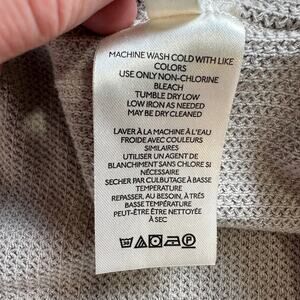 MACHINE WASH COLD WITH LIKE
COLORS
USE ONLY NON-CHLORINE
BLEACH
TUMBLE DRY LOW
LOW IRON AS NEEDED
MAY BE DRY CLEANED
LAVER À LA MACHINE À L'EAU
FROIDE AVEC COULEURS
SIMILAIRES
UTILISER UN AGENT DE
BLANCHIMENT SANS CHLORE SI
NÉCESSAIRE
SECHER PAR CULBUTAGE À BASSE
TEMPÉRATURE
REPASSER, AU BESOIN, À TRÈS
BASSE TEMPÉRATURE
PEUT-ÊTRE ÊTRE NETTOYÉE
À SEC